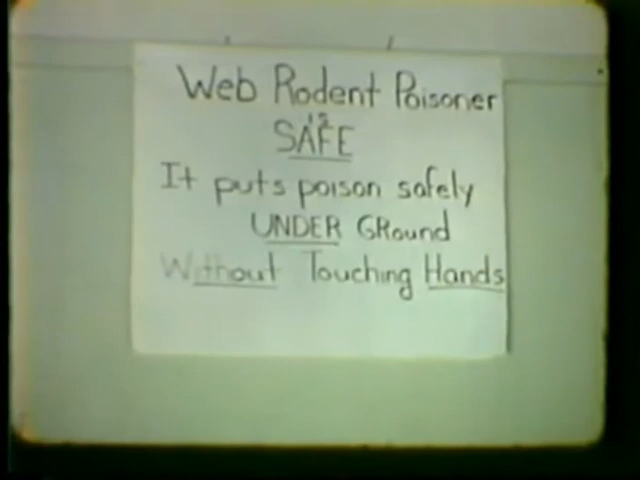 Web Rodent Poisoner
is
SAFE
It puts poison safely
UNDER GRound
Without Touching Hands